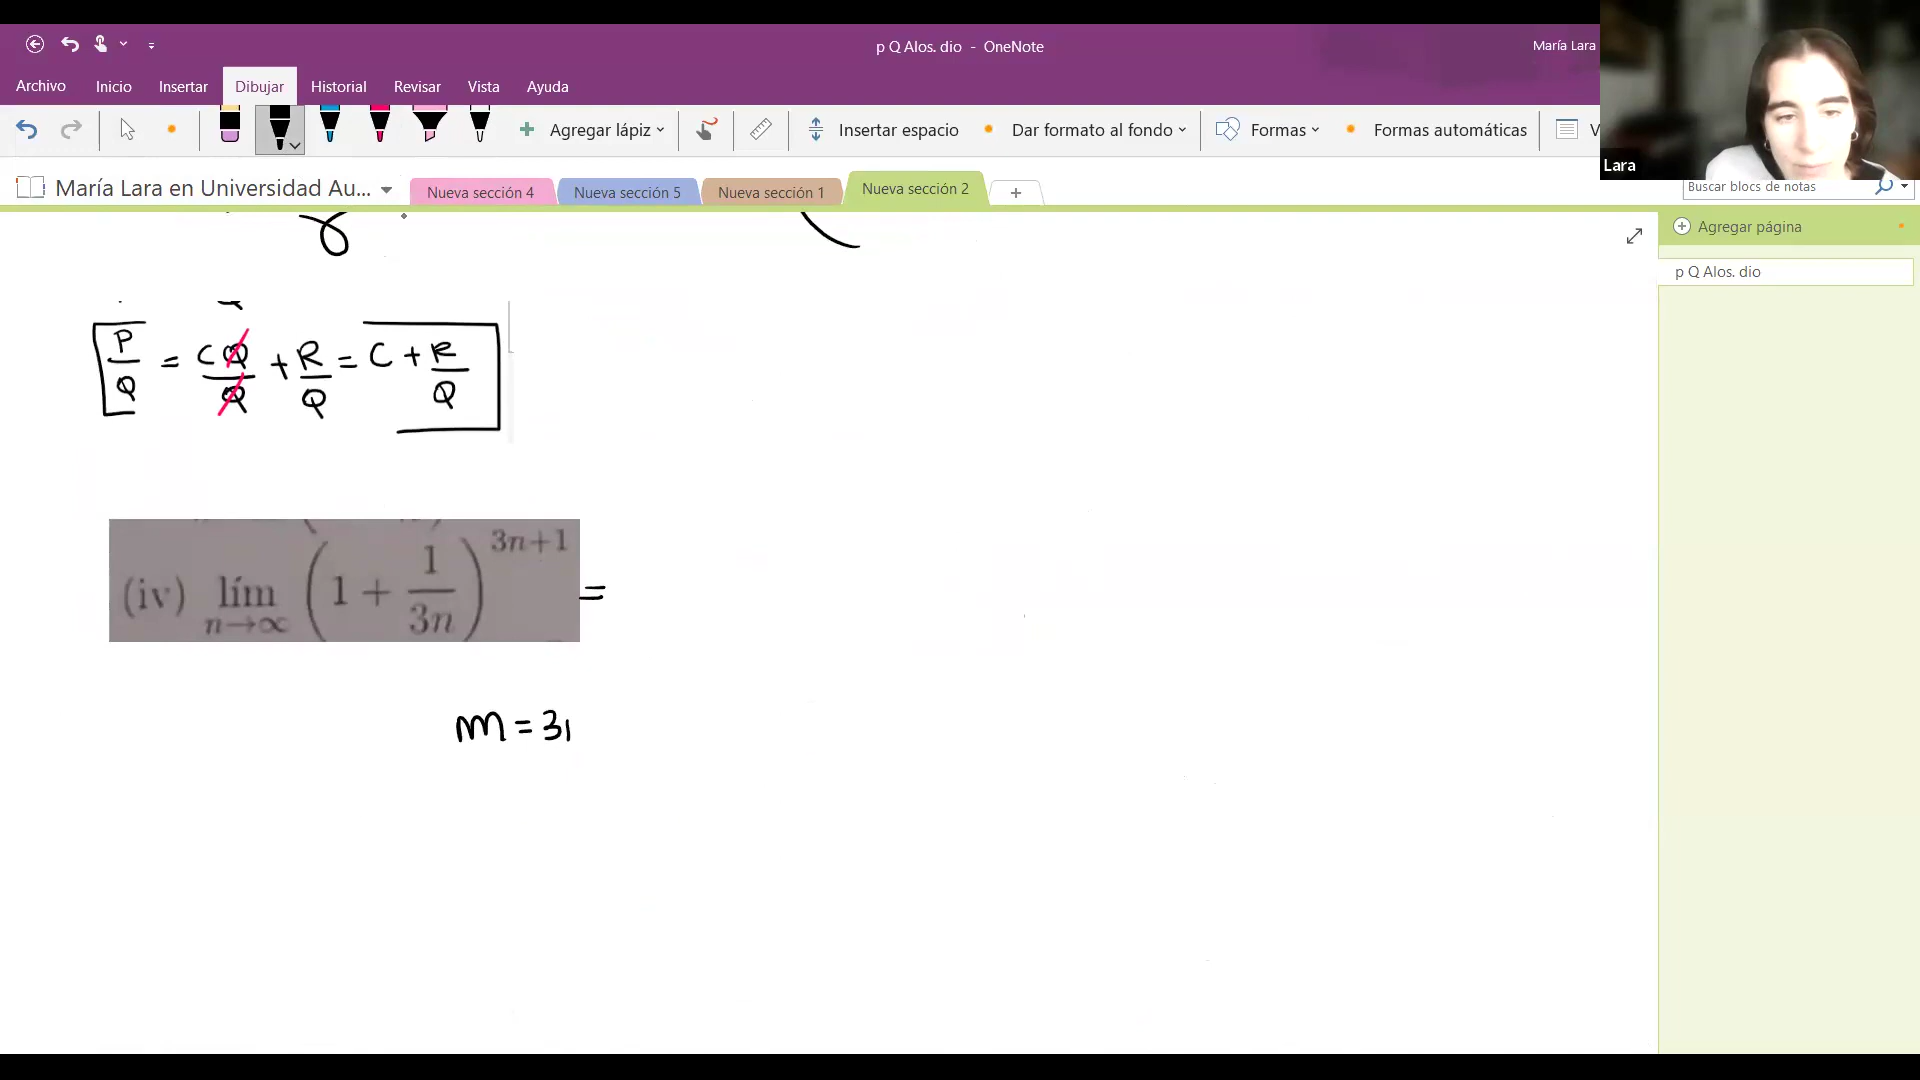 p Q Alos. dio - OneNote
María Lara
Archivo Inicio Insertar Dibujar Historial Revisar Vista Ayuda
Agregar lápiz Insertar espacio Dar formato al fondo Formas Formas automáticas V
Lara
María Lara en Universidad Au... Nueva sección 4 Nueva sección 5 Nueva sección 1 Nueva sección 2 + Buscar blocs de notas
Agregar página
p Q Alos. dio
P/Q = CQ/Q + R/Q = C + R/Q
(iv) lím n→∞ (1 + 1/3n)^3n+1 =
m = 3